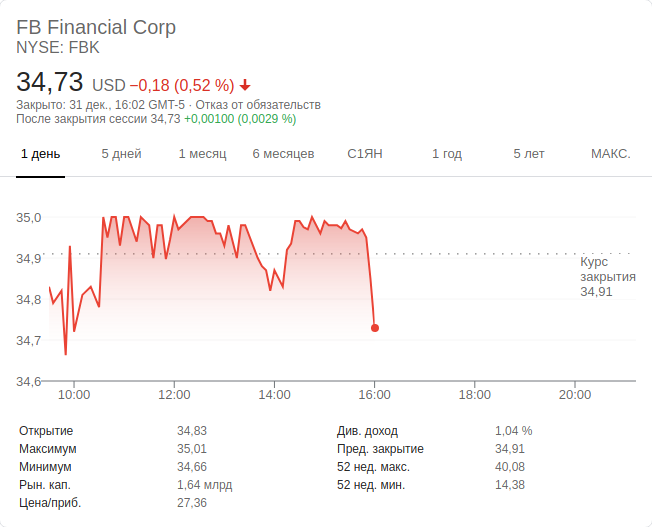 FB Financial Corp
NYSE: FBK
34,73 USD −0,18 (0,52 %)
Закрыто: 31 дек., 16:02 GMT-5 · Отказ от обязательств
После закрытия сессии 34,73 +0,00100 (0,0029 %)
1 день 5 дней 1 месяц 6 месяцев С1ЯН 1 год 5 лет МАКС.
35,0
34,9
34,8
34,7
34,6
Курс
закрытия
34,91
10:00 12:00 14:00 16:00 18:00 20:00
Открытие 34,83 Див. доход 1,04 %
Максимум 35,01 Пред. закрытие 34,91
Минимум 34,66 52 нед. макс. 40,08
Рын. кап. 1,64 млрд 52 нед. мин. 14,38
Цена/приб. 27,36